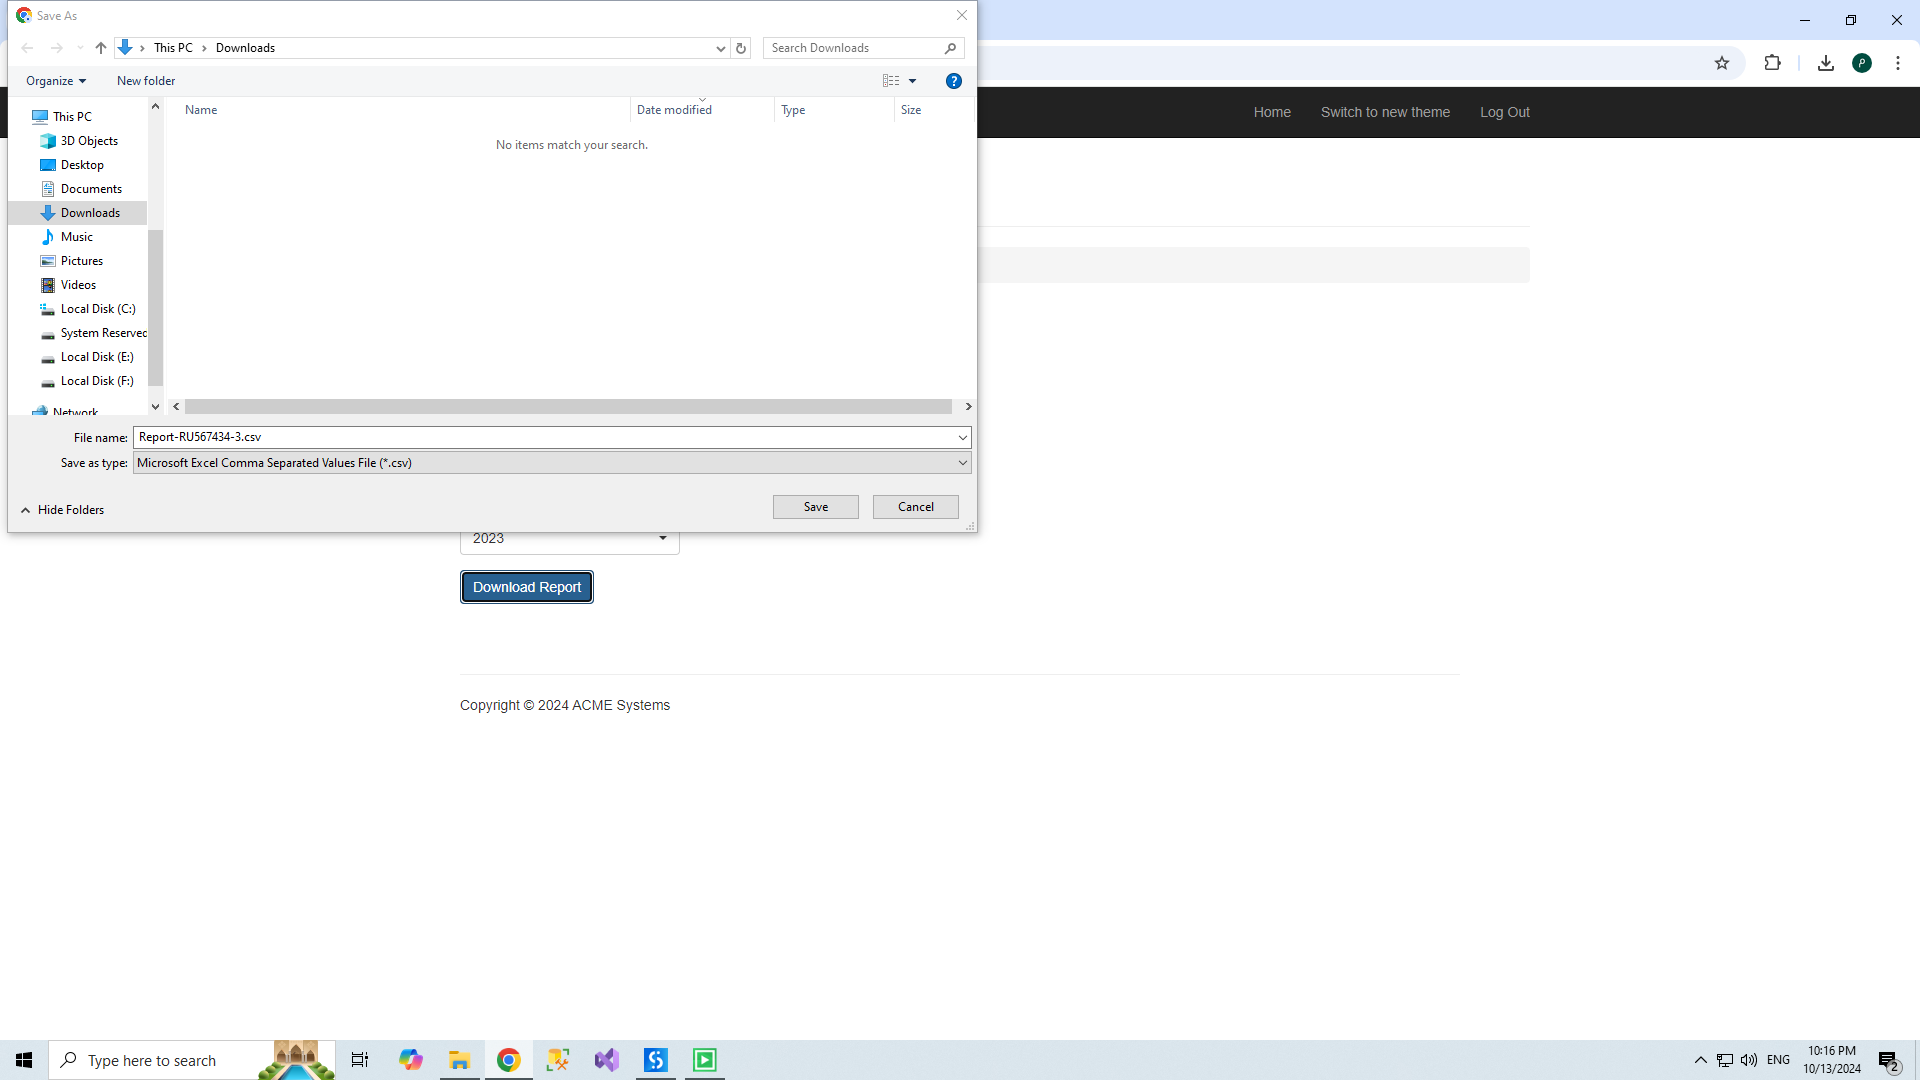 Save As
This PC > Downloads
Search Downloads
Organize
New folder
This PC
3D Objects
Desktop
Documents
Downloads
Music
Pictures
Videos
Local Disk (C:)
System Reserved
Local Disk (E:)
Local Disk (F:)
Network
Name
Date modified
Type
Size
No items match your search.
File name: Report-RU567434-3.csv
Save as type: Microsoft Excel Comma Separated Values File (*.csv)
Hide Folders
Save
Cancel
P
Home
Switch to new theme
Log Out
2023
Download Report
Copyright © 2024 ACME Systems
Type here to search
ENG
10:16 PM
10/13/2024
2